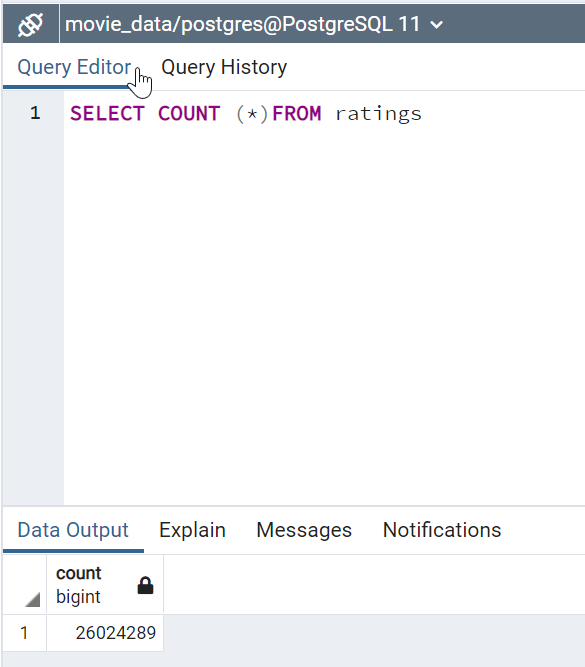 movie_data/postgres@PostgreSQL 11
Query Editor Query History
1 SELECT COUNT (*)FROM ratings
Data Output Explain Messages Notifications
count
bigint
1 26024289